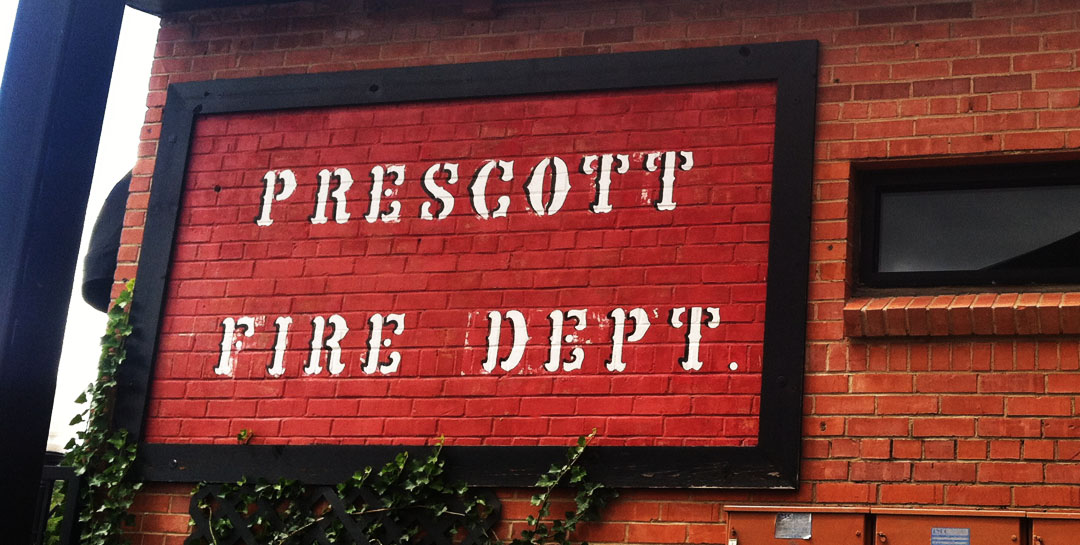 PRESCOTT
FIRE DEPT.